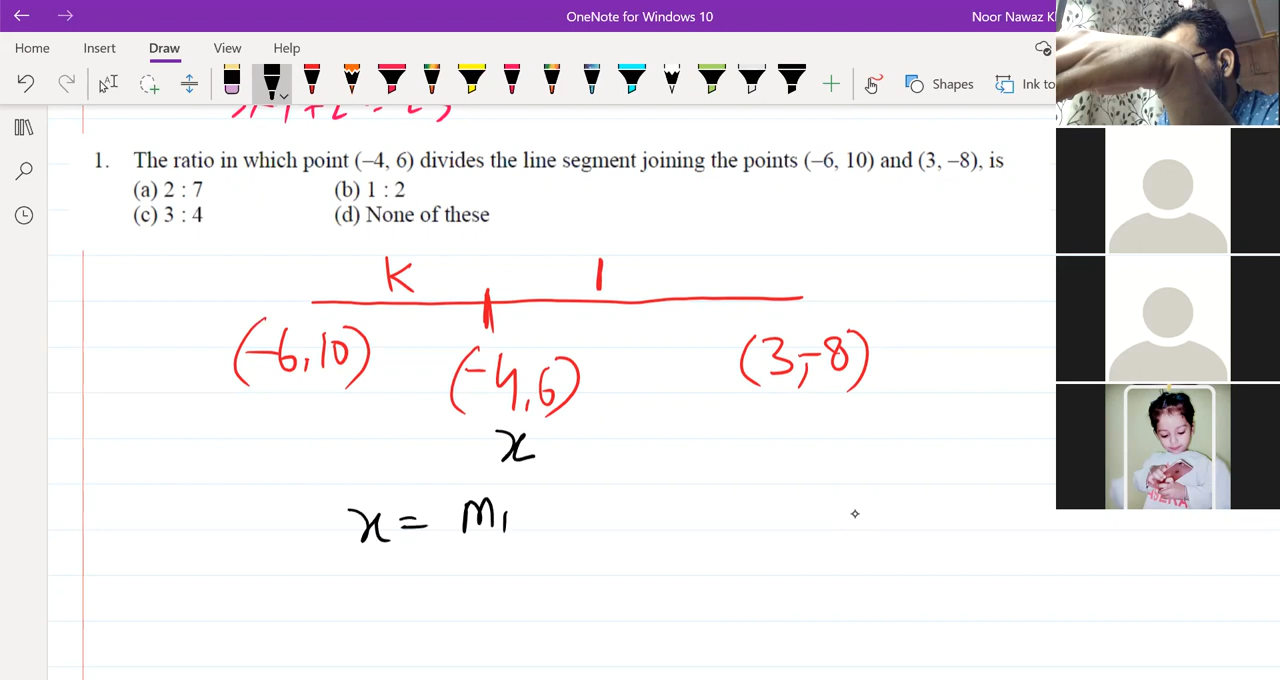 OneNote for Windows 10
Noor Nawaz
Home Insert Draw View Help
Shapes Ink to
1. The ratio in which point (–4, 6) divides the line segment joining the points (–6, 10) and (3, –8), is
(a) 2 : 7 (b) 1 : 2
(c) 3 : 4 (d) None of these
K 1
(-6,10) (-4,6) (3,-8)
x
x = m1